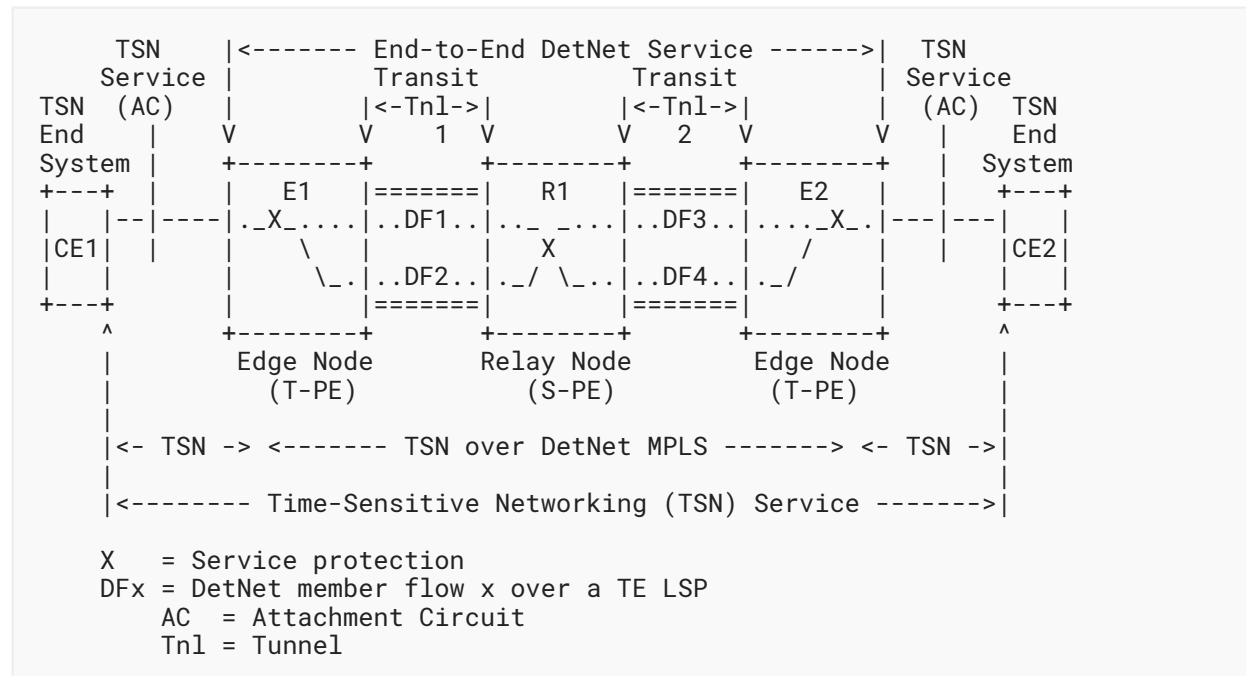 TSN     |<------- End-to-End DetNet Service ------>|  TSN
     Service  |         Transit          Transit         | Service
TSN   (AC)    |        |<-Tnl->|        |<-Tnl->|        |  (AC)  TSN
End     |     V        V   1   V        V   2   V        V   |    End
System  |     +--------+       +--------+       +--------+   |  System
+---+   |     |   E1   |=======|   R1   |=======|   E2   |   |   +---+
|   |---|-----|._X_....|..DF1..|.._ _...|..DF3..|...._X_.|---|---|   |
|CE1|   |     |    \   |       |   X    |       |   /    |   |   |CE2|
|   |         |     \_.|..DF2..|._/ \_..|..DF4..|._/     |       |   |
+---+         |        |=======|        |=======|        |       +---+
    ^         +--------+       +--------+       +--------+       ^
    |         Edge Node        Relay Node        Edge Node       |
    |           (T-PE)           (S-PE)           (T-PE)         |
    |                                                            |
    |<- TSN -> <------- TSN over DetNet MPLS -------> <- TSN ->|
    |                                                            |
    |<-------- Time-Sensitive Networking (TSN) Service ------->|

    X   = Service protection
    DFx = DetNet member flow x over a TE LSP
        AC  = Attachment Circuit
        Tnl = Tunnel